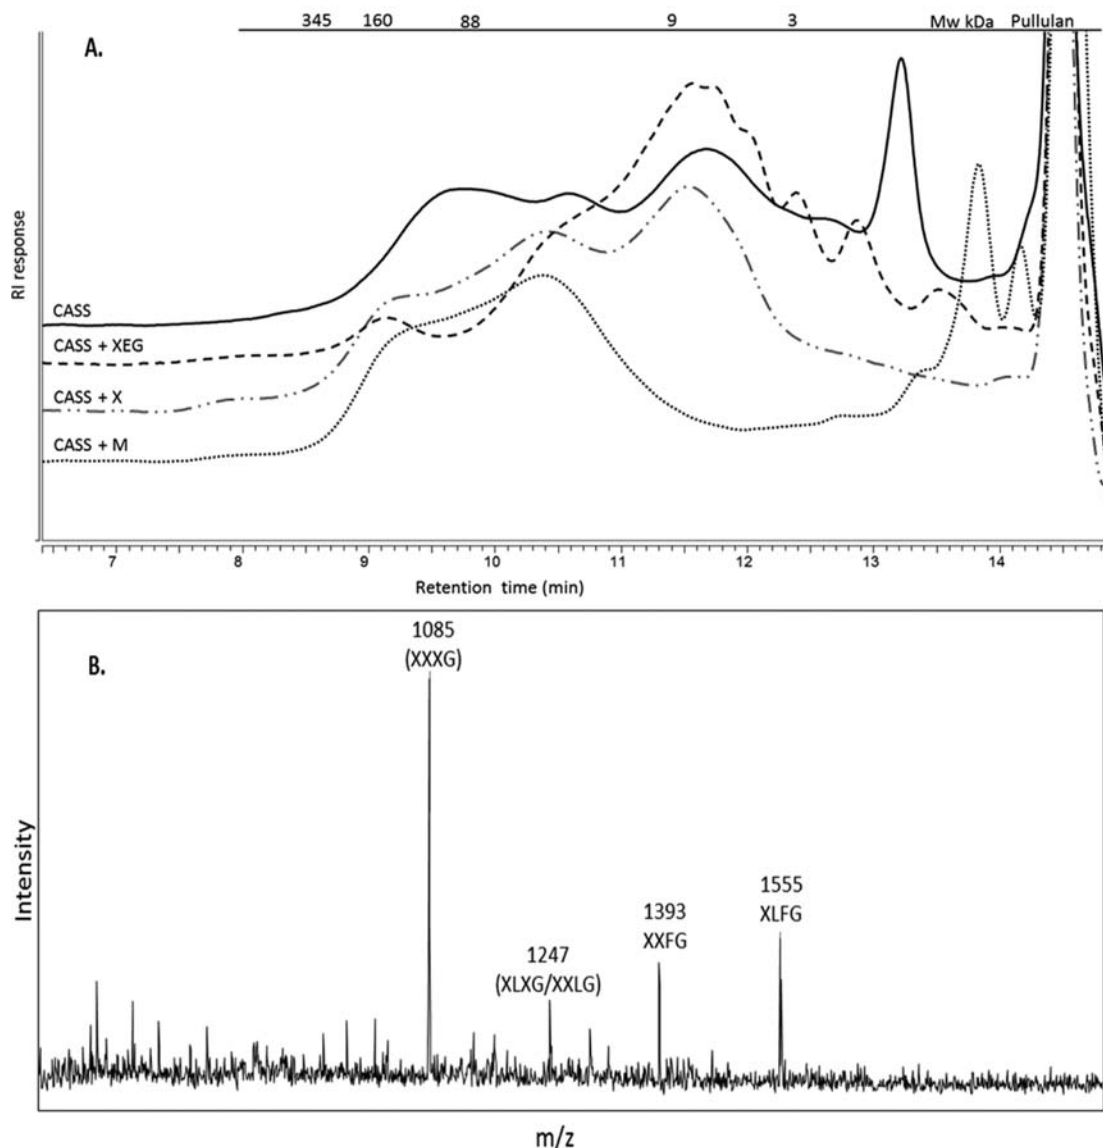 345 160 88 9 3 Mw kDa Pullulan
A.
RI response
CASS
CASS + XEG
CASS + X
CASS + M
7 8 9 10 11 12 13 14
Retention time (min)
B.
1085
(XXXG)
1247
(XLXG/XXLG)
1393
XXFG
1555
XLFG
Intensity
m/z